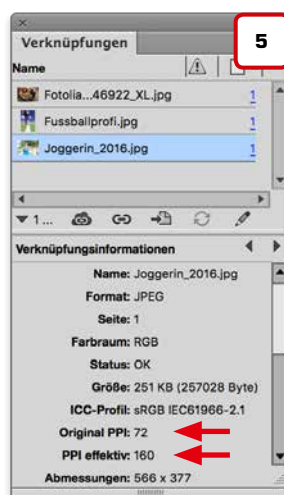 5
Verknüpfungen
Name
Fotolia...46922_XL.jpg 1
Fussballprofi.jpg 1
Joggerin_2016.jpg 1
1...
Verknüpfungsinformationen
Name: Joggerin_2016.jpg
Format: JPEG
Seite: 1
Farbraum: RGB
Status: OK
Größe: 251 KB (257028 Byte)
ICC-Profil: sRGB IEC61966-2.1
Original PPI: 72
PPI effektiv: 160
Abmessungen: 566 x 377